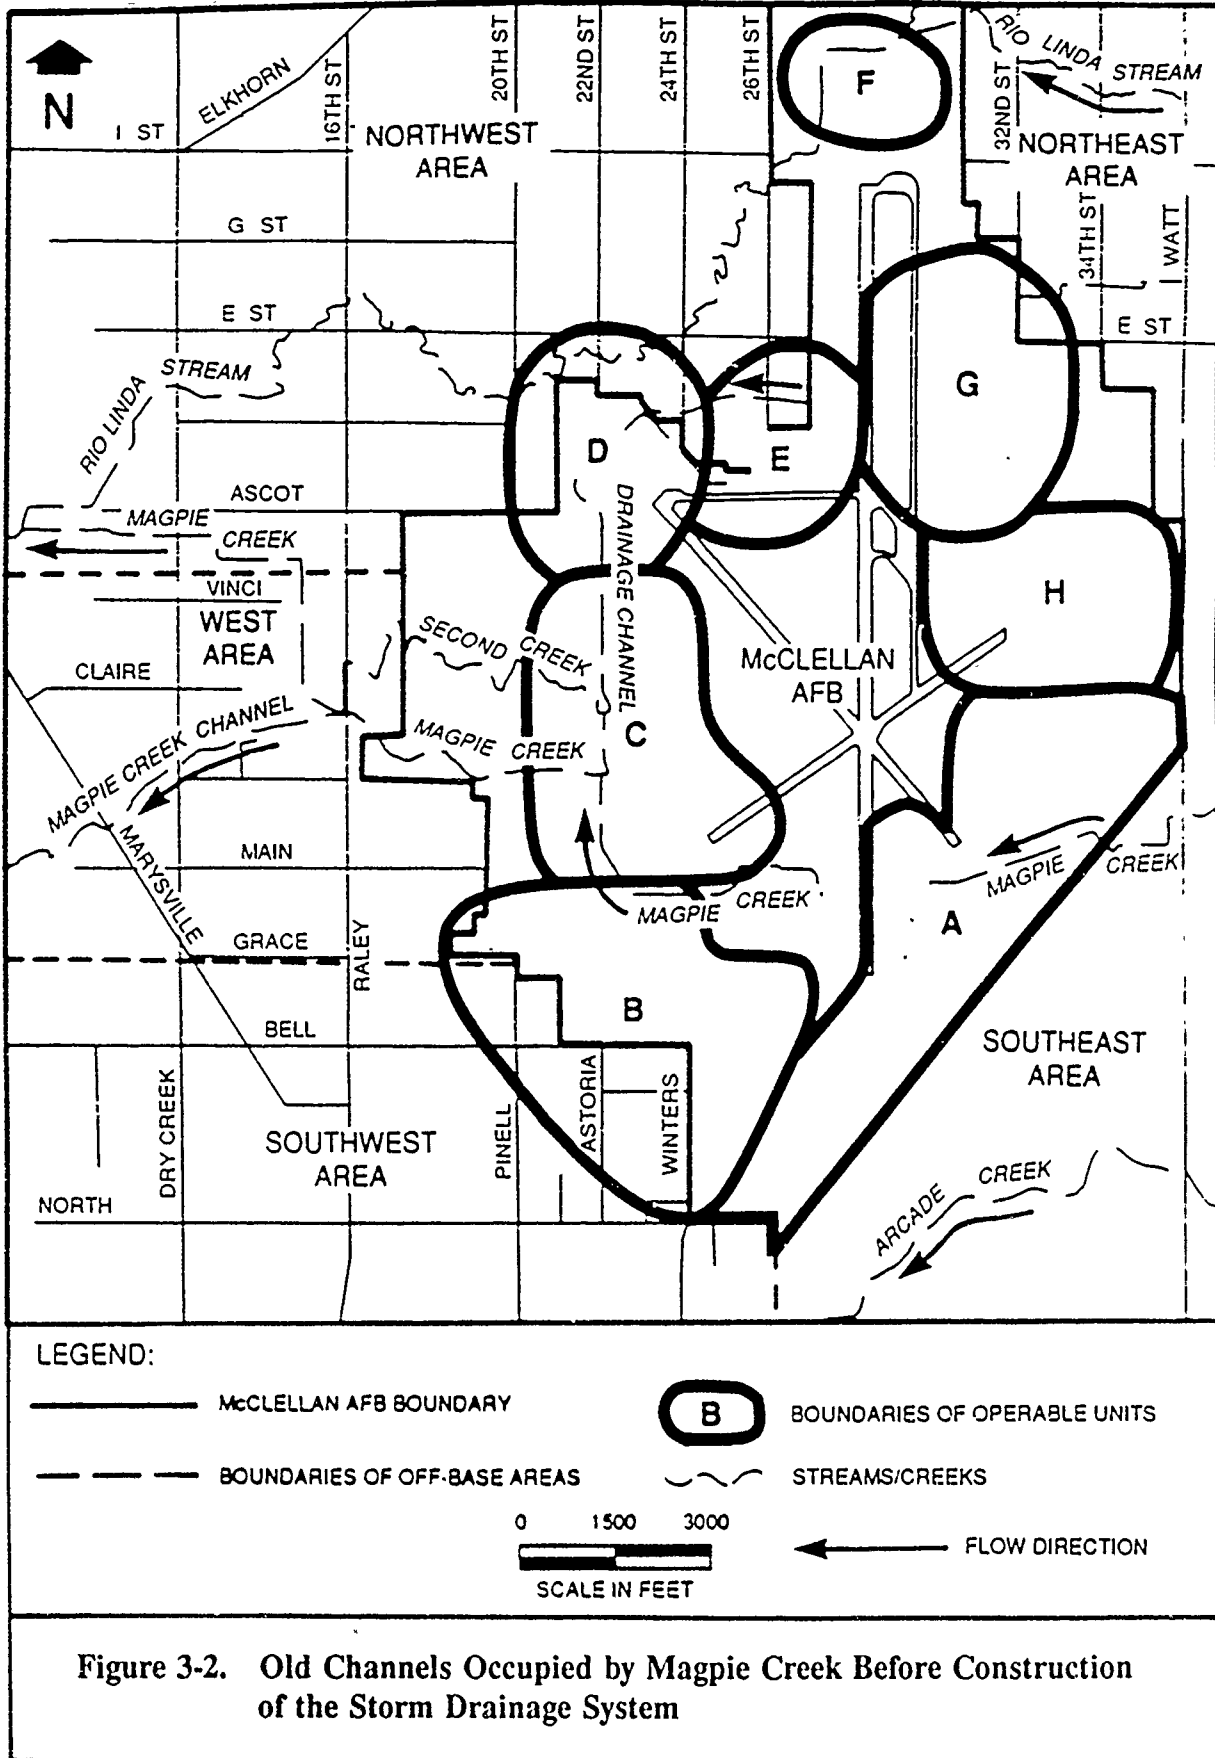 N
I ST
ELKHORN
16TH ST
20TH ST
22ND ST
24TH ST
26TH ST
F
32ND ST
RIO LINDA
STREAM
NORTHWEST
AREA
NORTHEAST
AREA
34TH ST
WATT
G ST
E ST
E ST
RIO LINDA
STREAM
G
D
E
ASCOT
MAGPIE
CREEK
DRAINAGE CHANNEL
VINCI
WEST
AREA
H
SECOND CREEK
CLAIRE
McCLELLAN
AFB
MAGPIE CREEK CHANNEL
MAGPIE CREEK
C
MARYSVILLE
MAIN
MAGPIE CREEK
MAGPIE CREEK
A
GRACE
RALEY
B
BELL
SOUTHEAST
AREA
DRY CREEK
PINELL
ASTORIA
WINTERS
SOUTHWEST
AREA
NORTH
ARCADE CREEK
LEGEND:
McCLELLAN AFB BOUNDARY
B
BOUNDARIES OF OPERABLE UNITS
BOUNDARIES OF OFF-BASE AREAS
STREAMS/CREEKS
0 1500 3000
SCALE IN FEET
FLOW DIRECTION
Figure 3-2. Old Channels Occupied by Magpie Creek Before Construction
of the Storm Drainage System